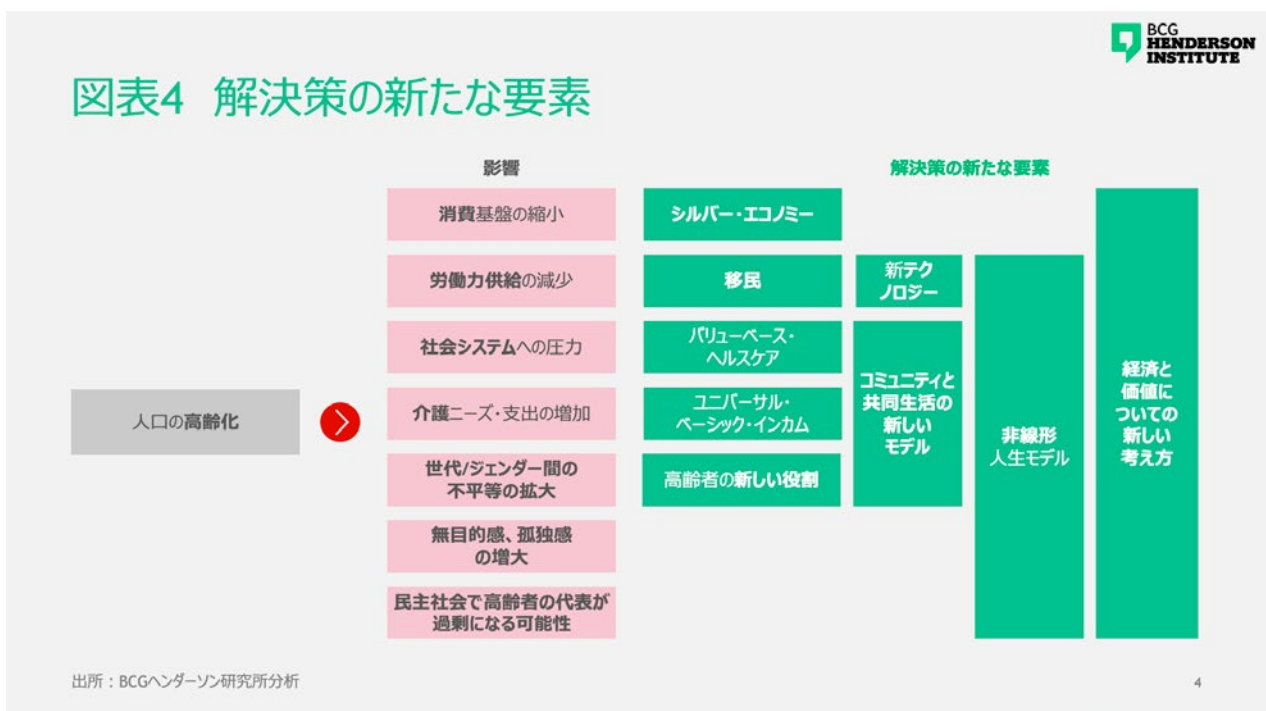 BCG
HENDERSON
INSTITUTE
図表4 解決策の新たな要素
影響
解決策の新たな要素
消費基盤の縮小
シルバー・エコノミー
労働力供給の減少
移民
新テク
ノロジー
社会システムへの圧力
バリューベース・
ヘルスケア
人口の高齢化
介護ニーズ・支出の増加
ユニバーサル・
ベーシック・インカム
コミュニティと
共同生活の
新しい
モデル
世代/ジェンダー間の
不平等の拡大
高齢者の新しい役割
非線形
人生モデル
経済と
価値に
ついての
新しい
考え方
無目的感、孤独感
の増大
民主社会で高齢者の代表が
過剰になる可能性
出所：BCGヘンダーソン研究所分析
4